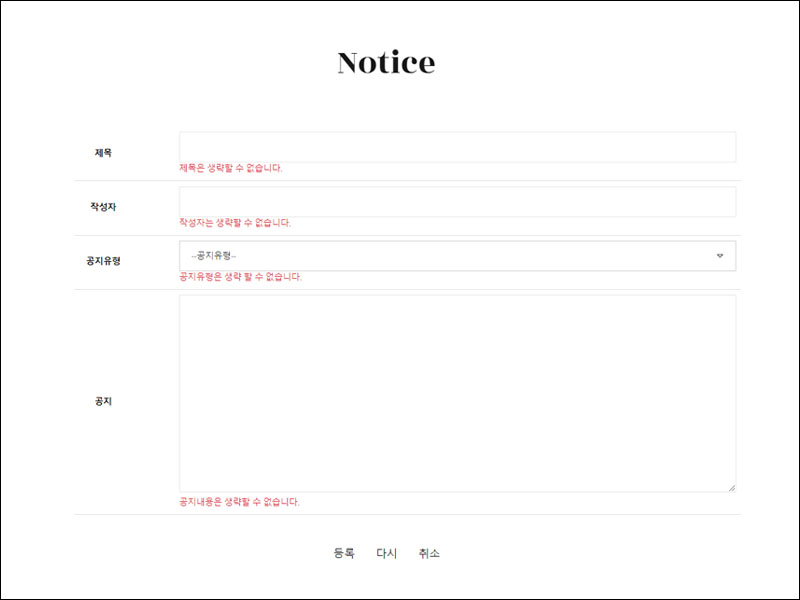 Notice
제목
제목은 생략할 수 없습니다.
작성자
작성자는 생략할 수 없습니다.
공지유형
--공지유형--
공지유형은 생략 할 수 없습니다.
공지
공지내용은 생략할 수 없습니다.
등록 다시 취소